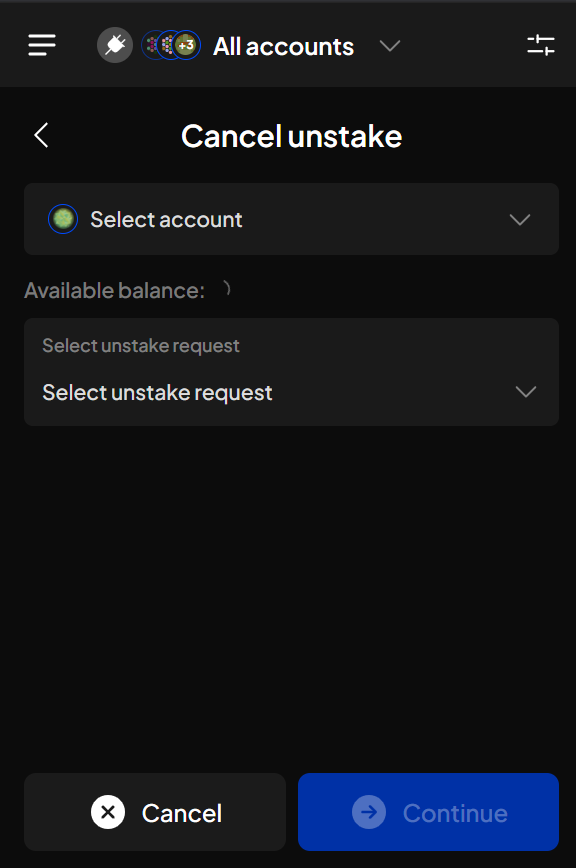 +3 All accounts
Cancel unstake
Select account
Available balance:
Select unstake request
Select unstake request
Cancel Continue